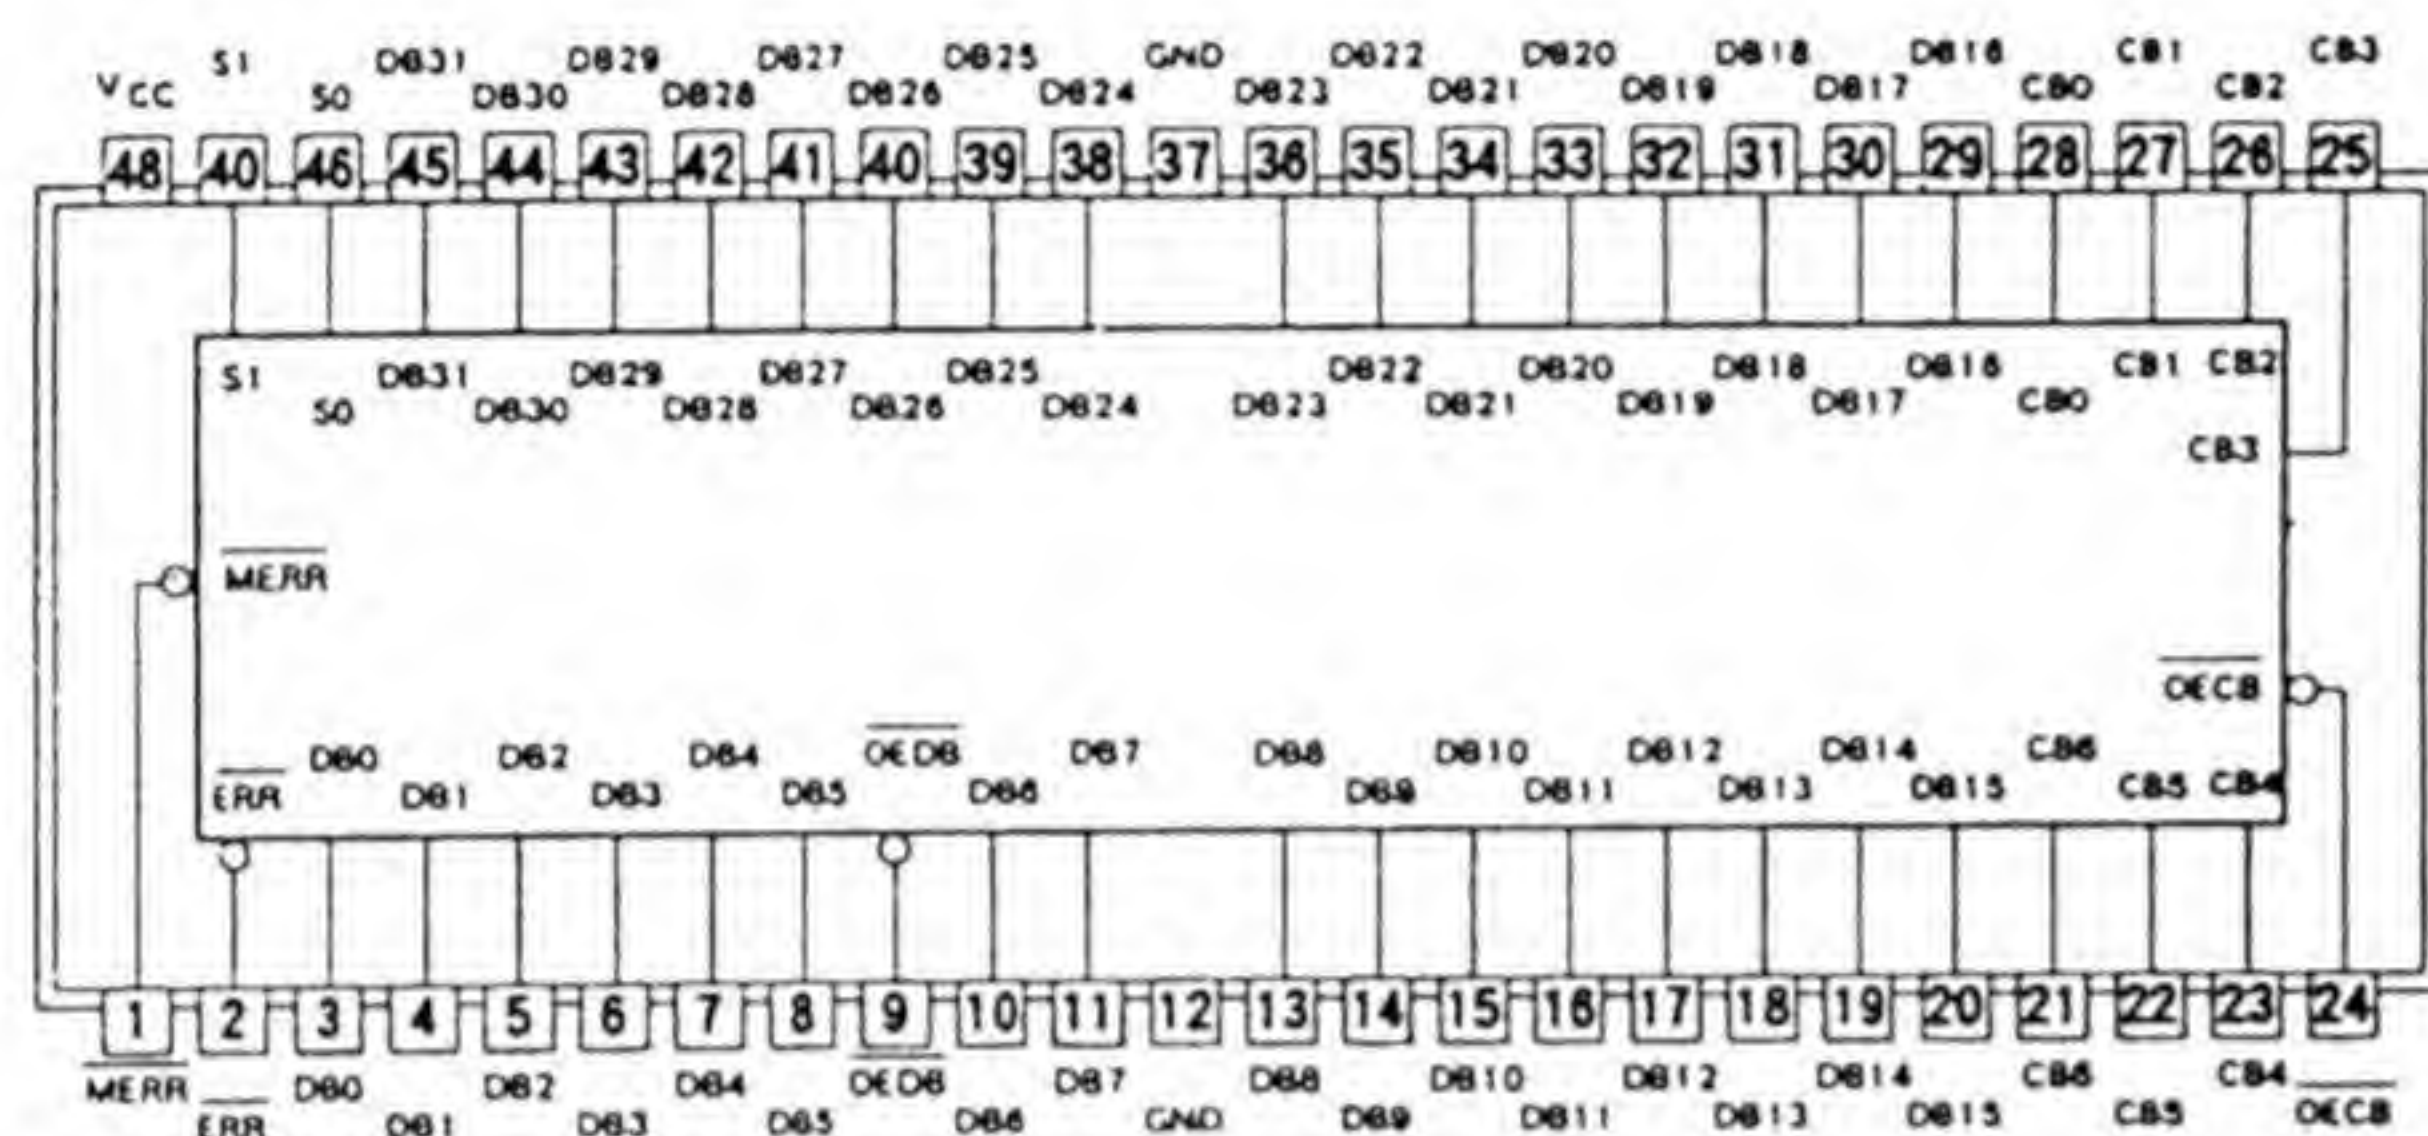 S1 DB31 DB29 DB27 DB25 GND DB22 DB20 DB18 DB16 CB1 CB3
VCC S0 DB30 DB28 DB26 DB24 DB23 DB21 DB19 DB17 CB0 CB2
48 40 46 45 44 43 42 41 40 39 38 37 36 35 34 33 32 31 30 29 28 27 26 25
S1 DB31 DB29 DB27 DB25 DB22 DB20 DB18 DB16 CB1 CB2
S0 DB30 DB28 DB26 DB24 DB23 DB21 DB19 DB17 CB0
CB3
MERR
OECB
DB0 DB2 DB4 OEDB DB7 DB8 DB10 DB12 DB14 CB6
ERR DB1 DB3 DB5 DB6 DB9 DB11 DB13 DB15 CB5 CB4
1 2 3 4 5 6 7 8 9 10 11 12 13 14 15 16 17 18 19 20 21 22 23 24
MERR DB0 DB2 DB4 OEDB DB7 DB8 DB10 DB12 DB14 CB6 CB4
ERR DB1 DB3 DB5 DB6 GND DB9 DB11 DB13 DB15 CB5 OECB